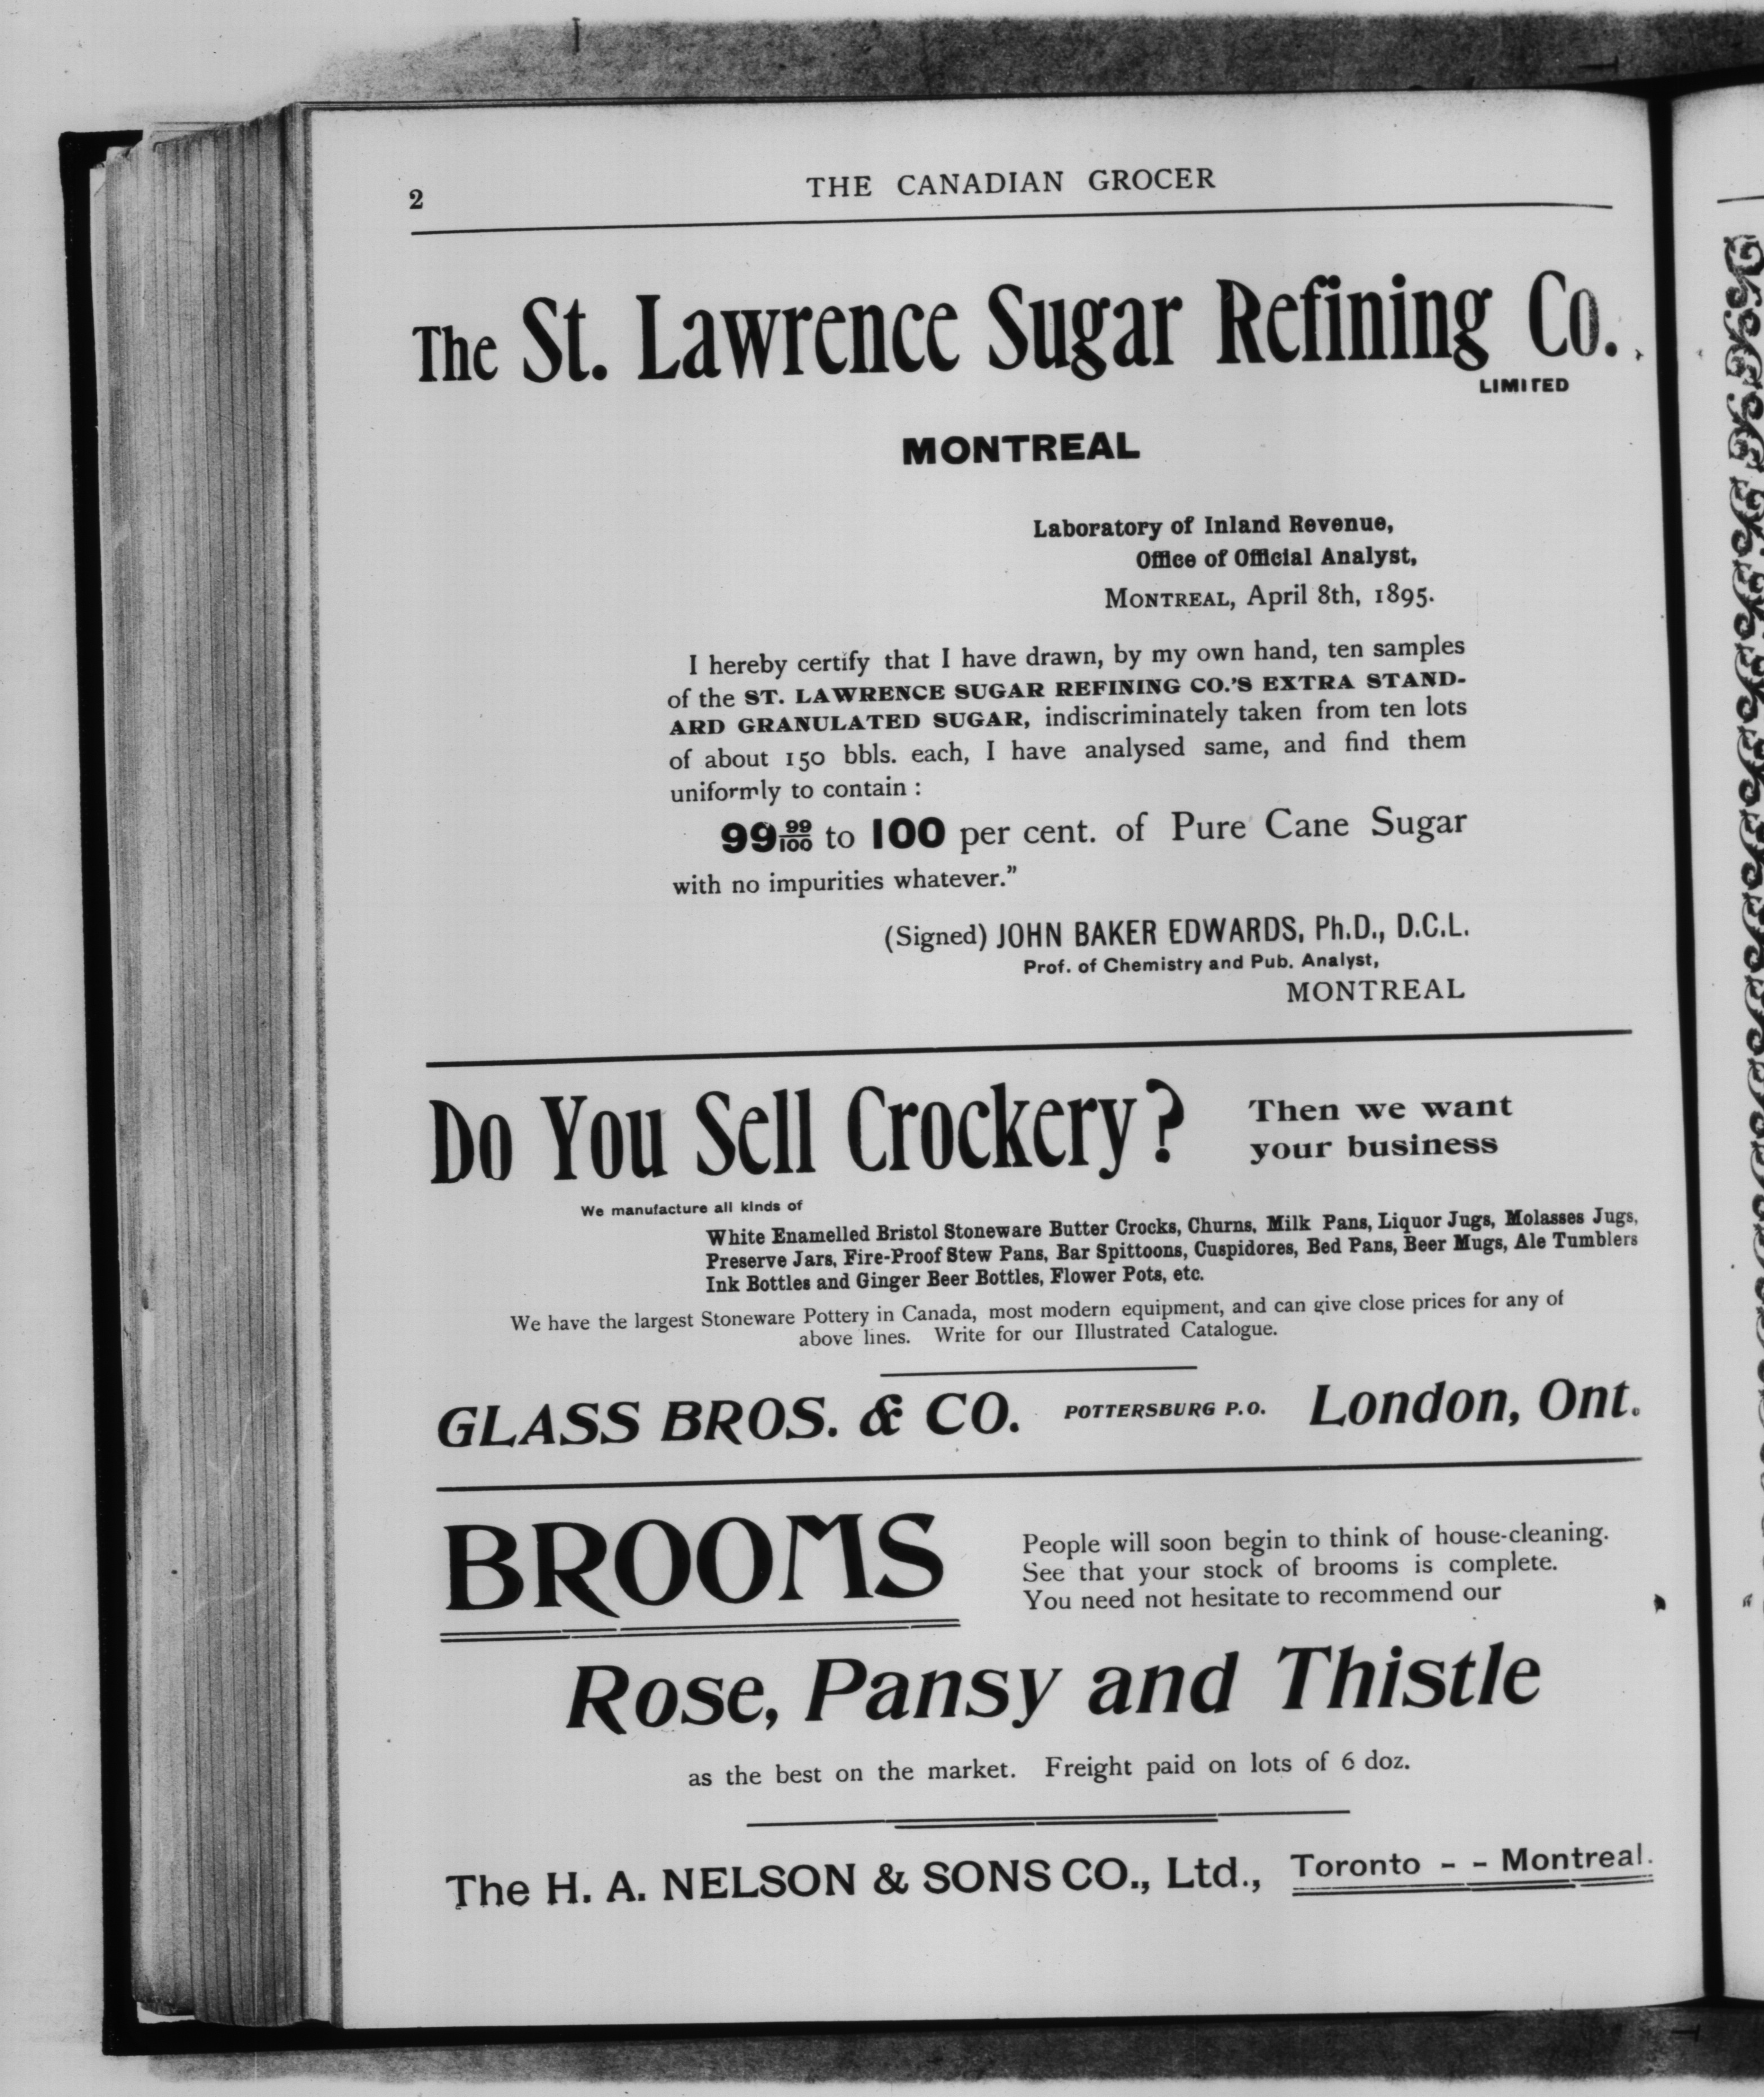 2
THE CANADIAN GROCER
The St. Lawrence Sugar Refining Co.
LIMITED
MONTREAL
Laboratory of Inland Revenue,
Office of Official Analyst,
MONTREAL, April 8th, 1895.
I hereby certify that I have drawn, by my own hand, ten samples
of the ST. LAWRENCE SUGAR REFINING CO.'S EXTRA STAND-
ARD GRANULATED SUGAR, indiscriminately taken from ten lots
of about 150 bbls. each, I have analysed same, and find them
uniformly to contain :
99 99/100 to 100 per cent. of Pure Cane Sugar
with no impurities whatever.”
(Signed) JOHN BAKER EDWARDS, Ph.D., D.C.L.
Prof. of Chemistry and Pub. Analyst,
MONTREAL
Do You Sell Crockery?
Then we want
your business
We manufacture all kinds of
White Enamelled Bristol Stoneware Butter Crocks, Churns, Milk Pans, Liquor Jugs, Molasses Jugs,
Preserve Jars, Fire-Proof Stew Pans, Bar Spittoons, Cuspidores, Bed Pans, Beer Mugs, Ale Tumblers
Ink Bottles and Ginger Beer Bottles, Flower Pots, etc.
We have the largest Stoneware Pottery in Canada, most modern equipment, and can give close prices for any of
above lines. Write for our Illustrated Catalogue.
GLASS BROS. & CO. POTTERSBURG P.O. London, Ont.
BROOMS
People will soon begin to think of house-cleaning.
See that your stock of brooms is complete.
You need not hesitate to recommend our
Rose, Pansy and Thistle
as the best on the market. Freight paid on lots of 6 doz.
The H. A. NELSON & SONS CO., Ltd., Toronto - - Montreal.